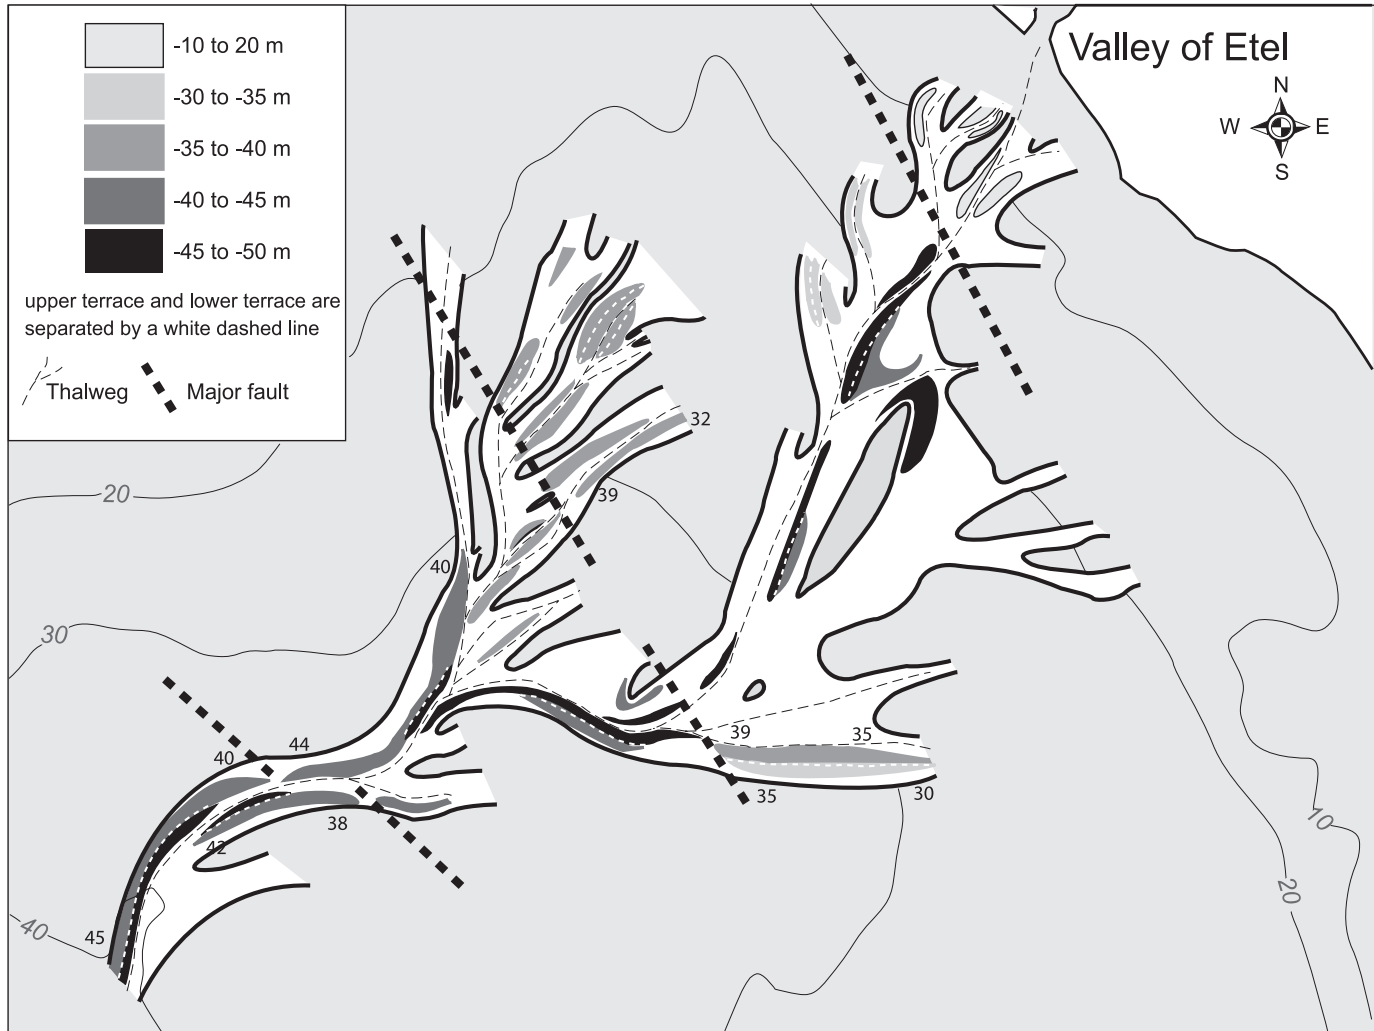 Valley of Etel
N
W E
S
-10 to 20 m
-30 to -35 m
-35 to -40 m
-40 to -45 m
-45 to -50 m
upper terrace and lower terrace are
separated by a white dashed line
Thalweg Major fault
32
20
39
40
30
39
35
44
40
35
30
10
38
42
20
40
45